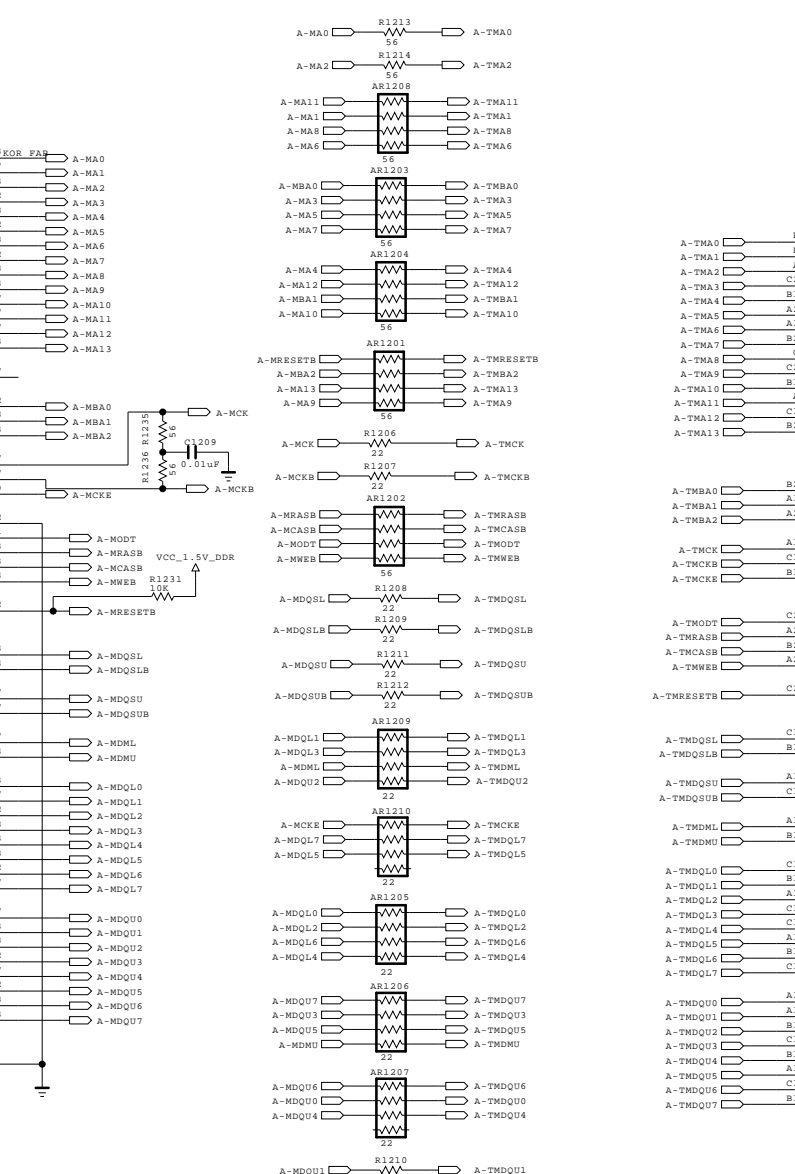 KOR FAB
A-MA0
A-MA1
A-MA2
A-MA3
A-MA4
A-MA5
A-MA6
A-MA7
A-MA8
A-MA9
A-MA10
A-MA11
A-MA12
A-MA13
A-MBA0
A-MBA1
A-MBA2
A-MCK
R1235
56
R1236
56
C1209
0.01uF
A-MCKB
A-MCKE
A-MODT
A-MRASB
A-MCASB
A-MWEB
VCC_1.5V_DDR
R1231
10K
A-MRESETB
A-MDQSL
A-MDQSLB
A-MDQSU
A-MDQSUB
A-MDML
A-MDMU
A-MDQL0
A-MDQL1
A-MDQL2
A-MDQL3
A-MDQL4
A-MDQL5
A-MDQL6
A-MDQL7
A-MDQU0
A-MDQU1
A-MDQU2
A-MDQU3
A-MDQU4
A-MDQU5
A-MDQU6
A-MDQU7
R1213
A-MA0 A-TMA0
56
R1214
A-MA2 A-TMA2
56
AR1208
A-MA11 A-TMA11
A-MA1 A-TMA1
A-MA8 A-TMA8
A-MA6 A-TMA6
56
AR1203
A-MBA0 A-TMBA0
A-MA3 A-TMA3
A-MA5 A-TMA5
A-MA7 A-TMA7
56
AR1204
A-MA4 A-TMA4
A-MA12 A-TMA12
A-MBA1 A-TMBA1
A-MA10 A-TMA10
56
AR1201
A-MRESETB A-TMRESETB
A-MBA2 A-TMBA2
A-MA13 A-TMA13
A-MA9 A-TMA9
56
R1206
A-MCK A-TMCK
22
R1207
A-MCKB A-TMCKB
22
AR1202
A-MRASB A-TMRASB
A-MCASB A-TMCASB
A-MODT A-TMODT
A-MWEB A-TMWEB
56
R1208
A-MDQSL A-TMDQSL
22
R1209
A-MDQSLB A-TMDQSLB
22
R1211
A-MDQSU A-TMDQSU
22
R1212
A-MDQSUB A-TMDQSUB
22
AR1209
A-MDQL1 A-TMDQL1
A-MDQL3 A-TMDQL3
A-MDML A-TMDML
A-MDQU2 A-TMDQU2
22
AR1210
A-MCKE A-TMCKE
A-MDQL7 A-TMDQL7
A-MDQL5 A-TMDQL5
22
AR1205
A-MDQL0 A-TMDQL0
A-MDQL2 A-TMDQL2
A-MDQL6 A-TMDQL6
A-MDQL4 A-TMDQL4
22
AR1206
A-MDQU7 A-TMDQU7
A-MDQU3 A-TMDQU3
A-MDQU5 A-TMDQU5
A-MDMU A-TMDMU
22
AR1207
A-MDQU6 A-TMDQU6
A-MDQU0 A-TMDQU0
A-MDQU4 A-TMDQU4
22
R1210
A-MDQU1 A-TMDQU1
A-TMA0
A-TMA1
A-TMA2
A-TMA3
A-TMA4
A-TMA5
A-TMA6
A-TMA7
A-TMA8
A-TMA9
A-TMA10
A-TMA11
A-TMA12
A-TMA13
A-TMBA0
A-TMBA1
A-TMBA2
A-TMCK
A-TMCKB
A-TMCKE
A-TMODT
A-TMRASB
A-TMCASB
A-TMWEB
A-TMRESETB
A-TMDQSL
A-TMDQSLB
A-TMDQSU
A-TMDQSUB
A-TMDML
A-TMDMU
A-TMDQL0
A-TMDQL1
A-TMDQL2
A-TMDQL3
A-TMDQL4
A-TMDQL5
A-TMDQL6
A-TMDQL7
A-TMDQU0
A-TMDQU1
A-TMDQU2
A-TMDQU3
A-TMDQU4
A-TMDQU5
A-TMDQU6
A-TMDQU7